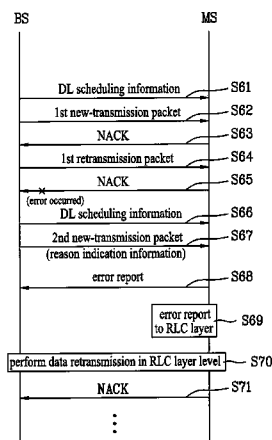 BS MS
DL scheduling information S61
1st new-transmission packet S62
NACK S63
1st retransmission packet S64
NACK S65
(error occurred)
DL scheduling information S66
2nd new-transmission packet S67
(reason indication information)
error report S68
error report
to RLC layer S69
perform data retransmission in RLC layer level S70
NACK S71